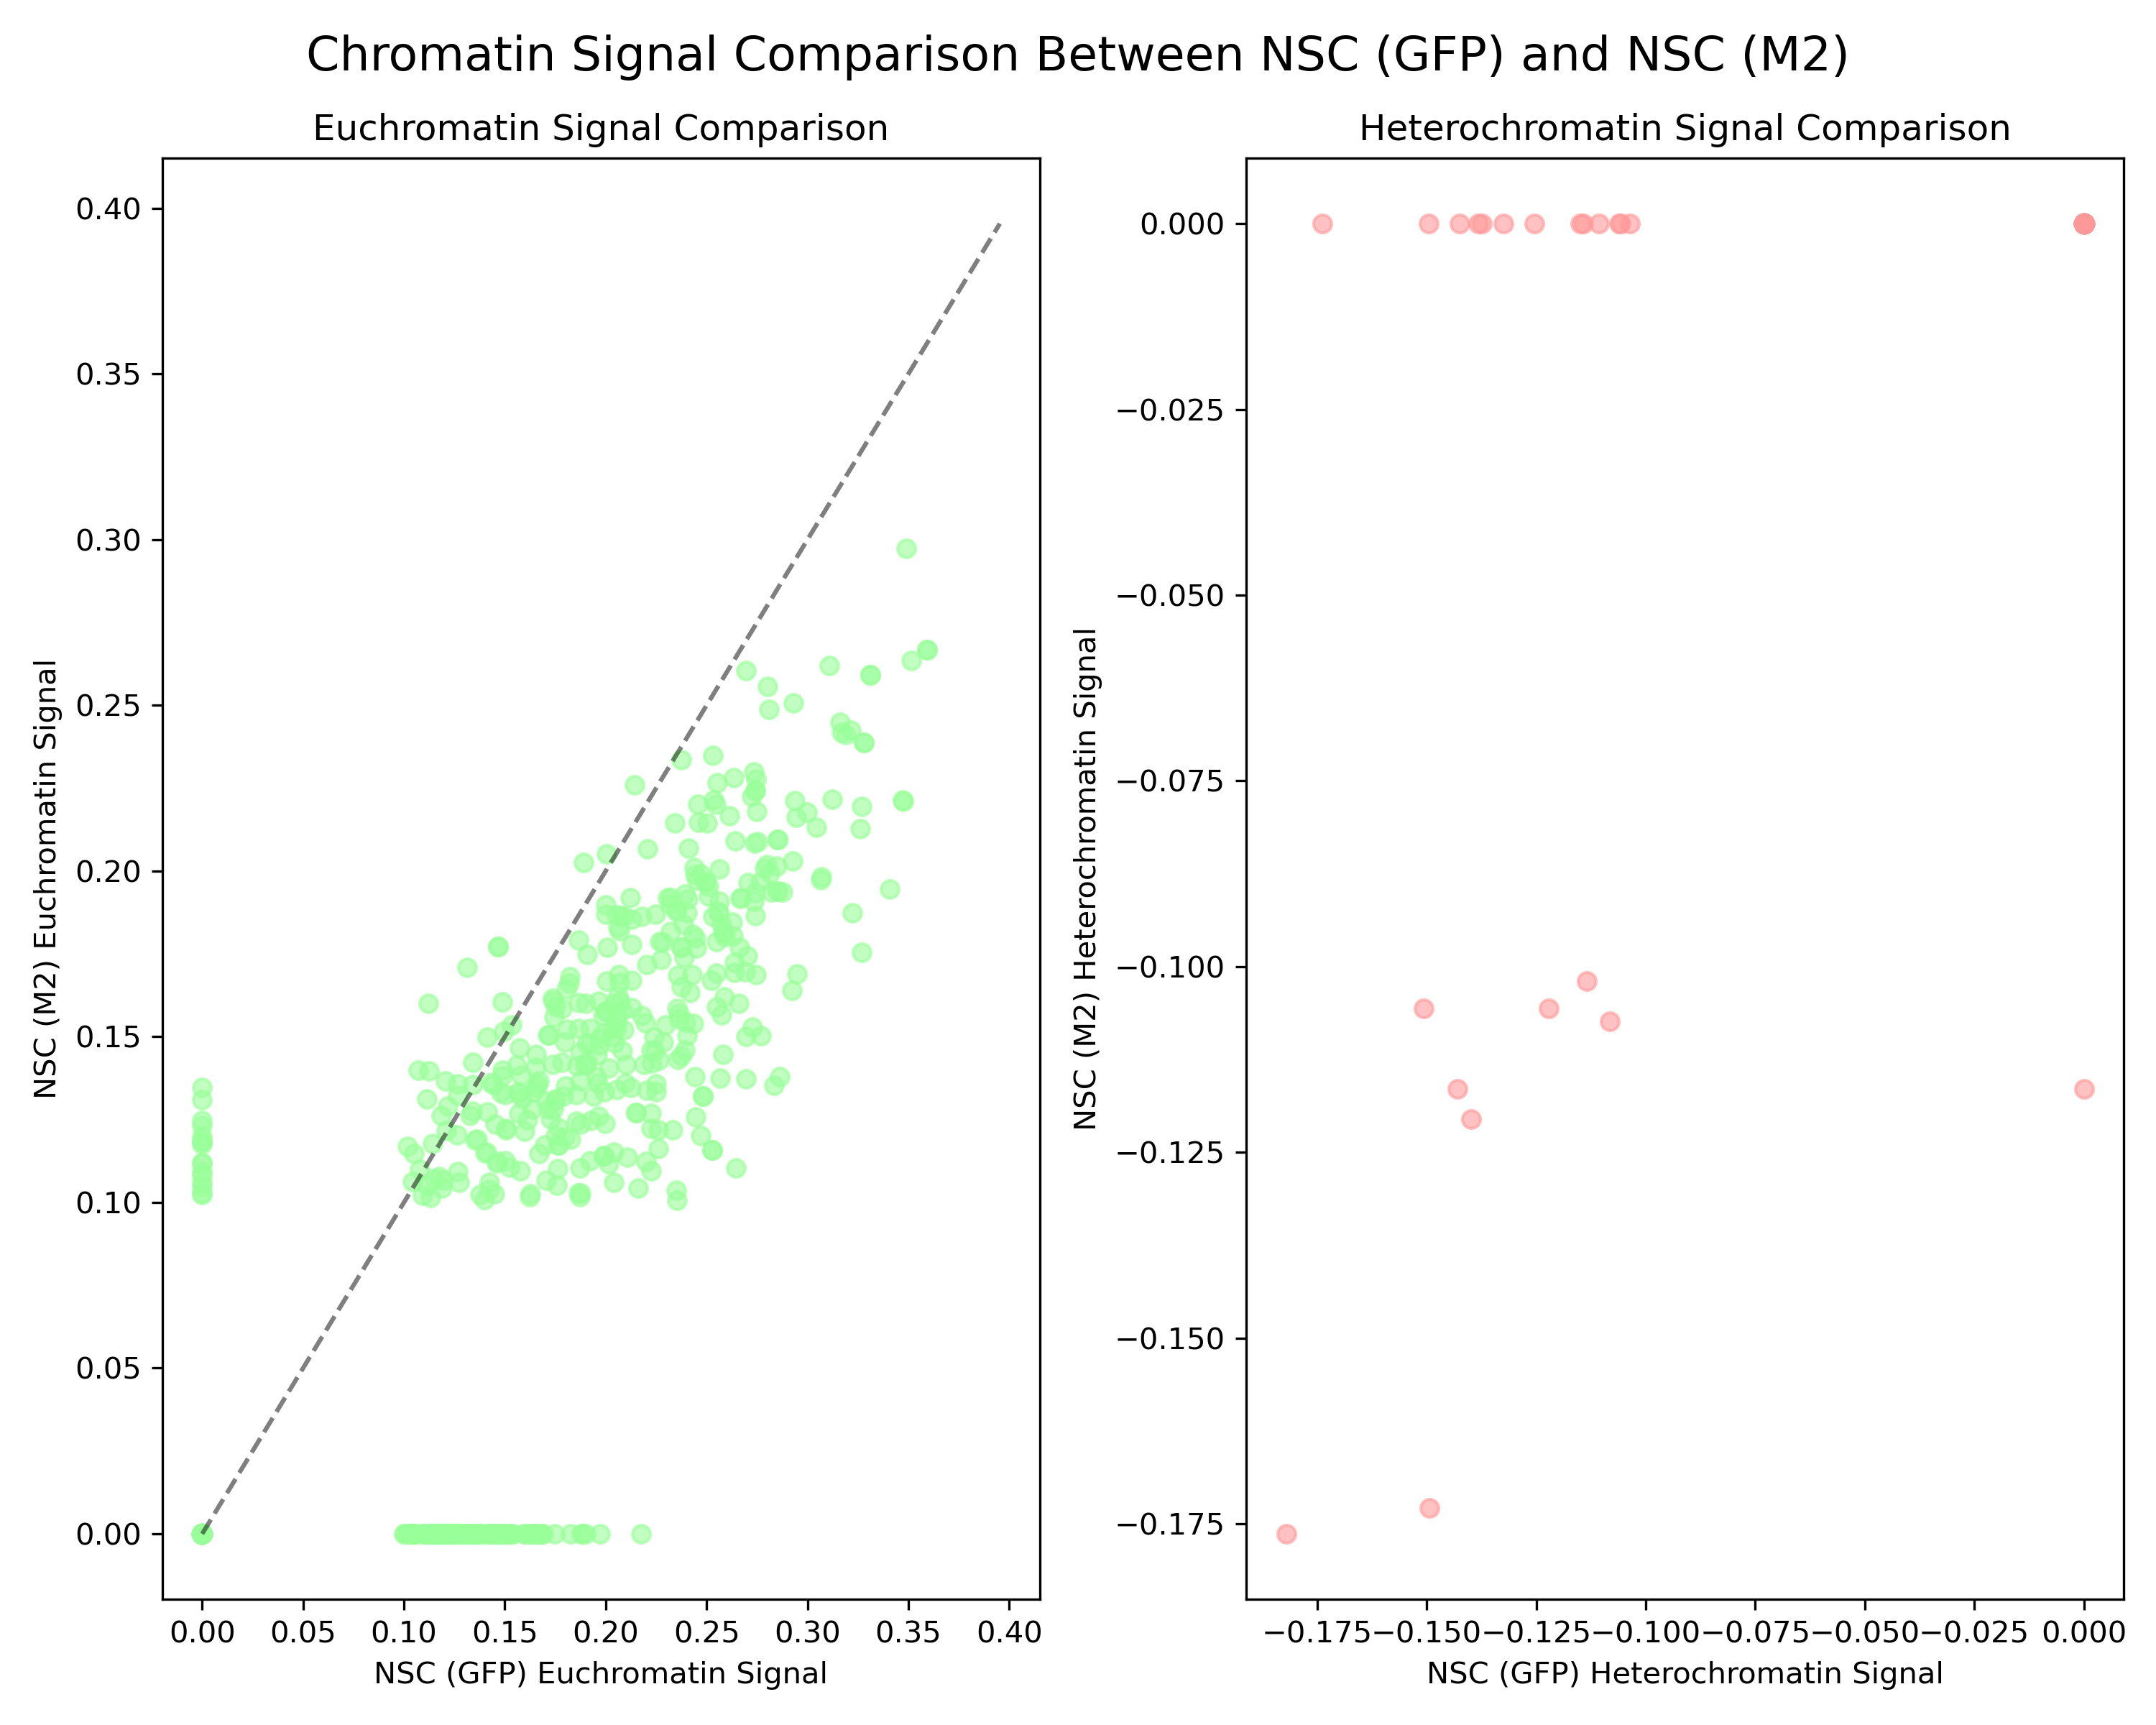 Chromatin Signal Comparison Between NSC (GFP) and NSC (M2)
Euchromatin Signal Comparison
0.40
0.35
0.30
0.25
0.20
0.15
0.10
0.05
0.00
NSC (M2) Euchromatin Signal
0.00 0.05 0.10 0.15 0.20 0.25 0.30 0.35 0.40
NSC (GFP) Euchromatin Signal
Heterochromatin Signal Comparison
0.000
−0.025
−0.050
−0.075
−0.100
−0.125
−0.150
−0.175
NSC (M2) Heterochromatin Signal
−0.175 −0.150 −0.125 −0.100 −0.075 −0.050 −0.025 0.000
NSC (GFP) Heterochromatin Signal